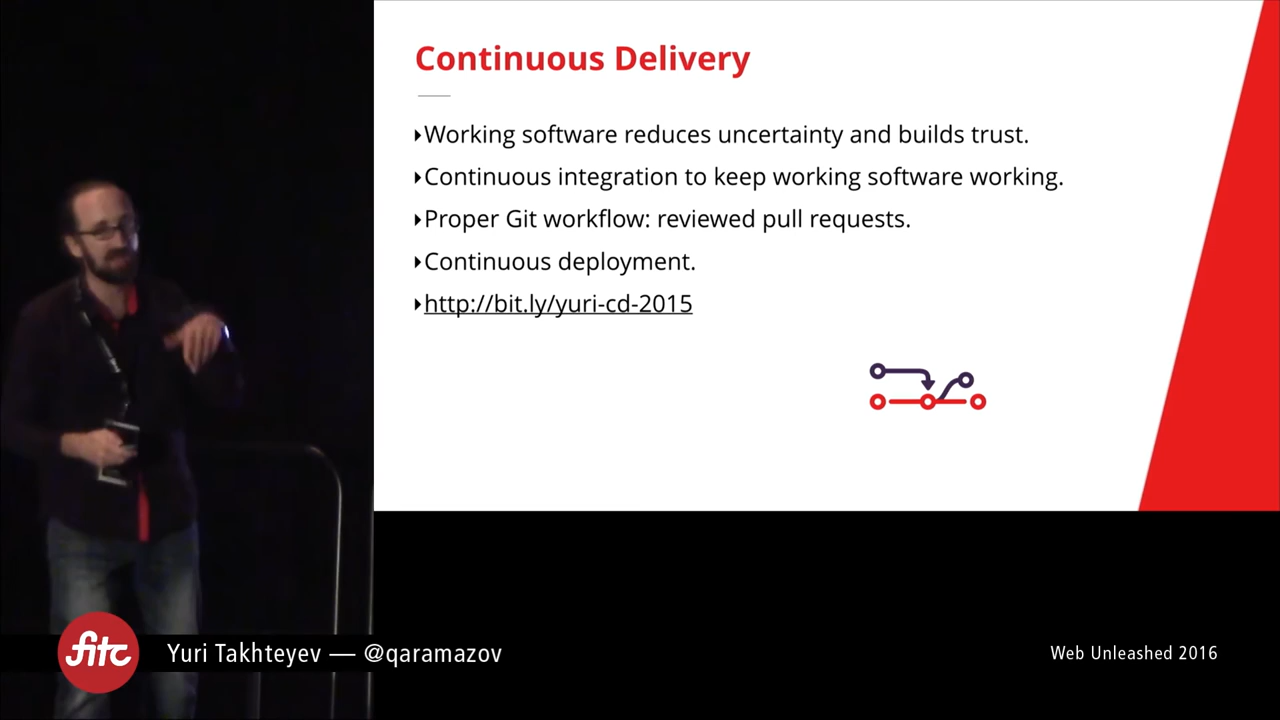 Continuous Delivery
Working software reduces uncertainty and builds trust.
Continuous integration to keep working software working.
Proper Git workflow: reviewed pull requests.
Continuous deployment.
http://bit.ly/yuri-cd-2015
fitc
Yuri Takhteyev — @qaramazov
Web Unleashed 2016